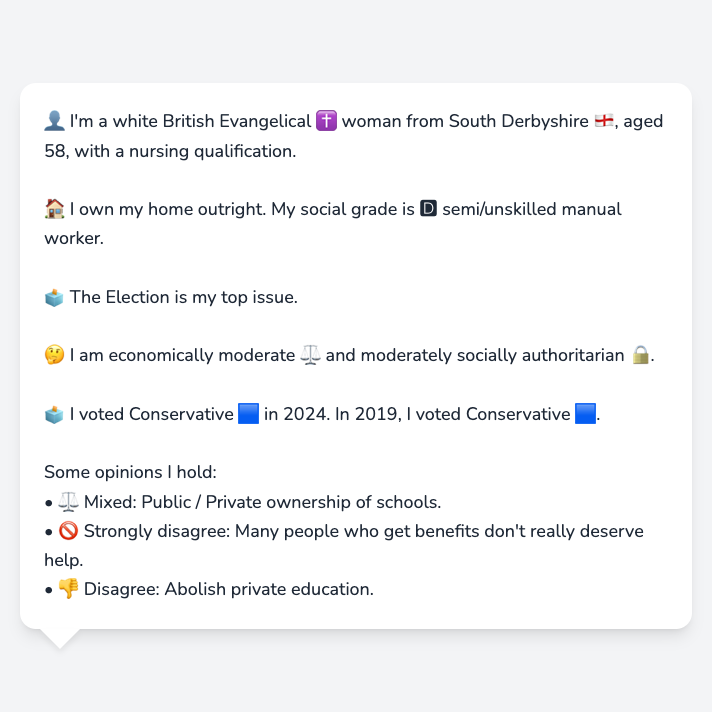 👤 I'm a white British Evangelical ✝️ woman from South Derbyshire 🏴󠁧󠁢󠁥󠁮󠁧󠁿, aged
58, with a nursing qualification.
🏠 I own my home outright. My social grade is 🅳 semi/unskilled manual
worker.
🗳️ The Election is my top issue.
🤔 I am economically moderate ⚖️ and moderately socially authoritarian 🔒.
🗳️ I voted Conservative 🟦 in 2024. In 2019, I voted Conservative 🟦.
Some opinions I hold:
• ⚖️ Mixed: Public / Private ownership of schools.
• 🚫 Strongly disagree: Many people who get benefits don't really deserve
help.
• 👎 Disagree: Abolish private education.